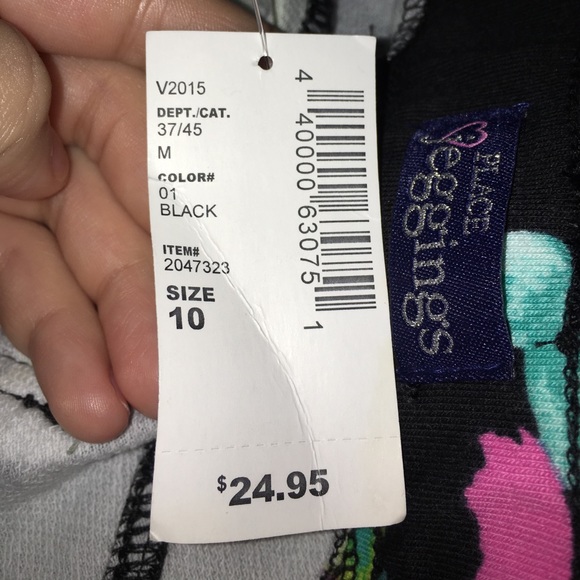 V2015
DEPT./CAT.
37/45
M
COLOR#
01
BLACK
ITEM#
2047323
SIZE
10
$24.95
4 40000 63075 1
PLACE
jeggings